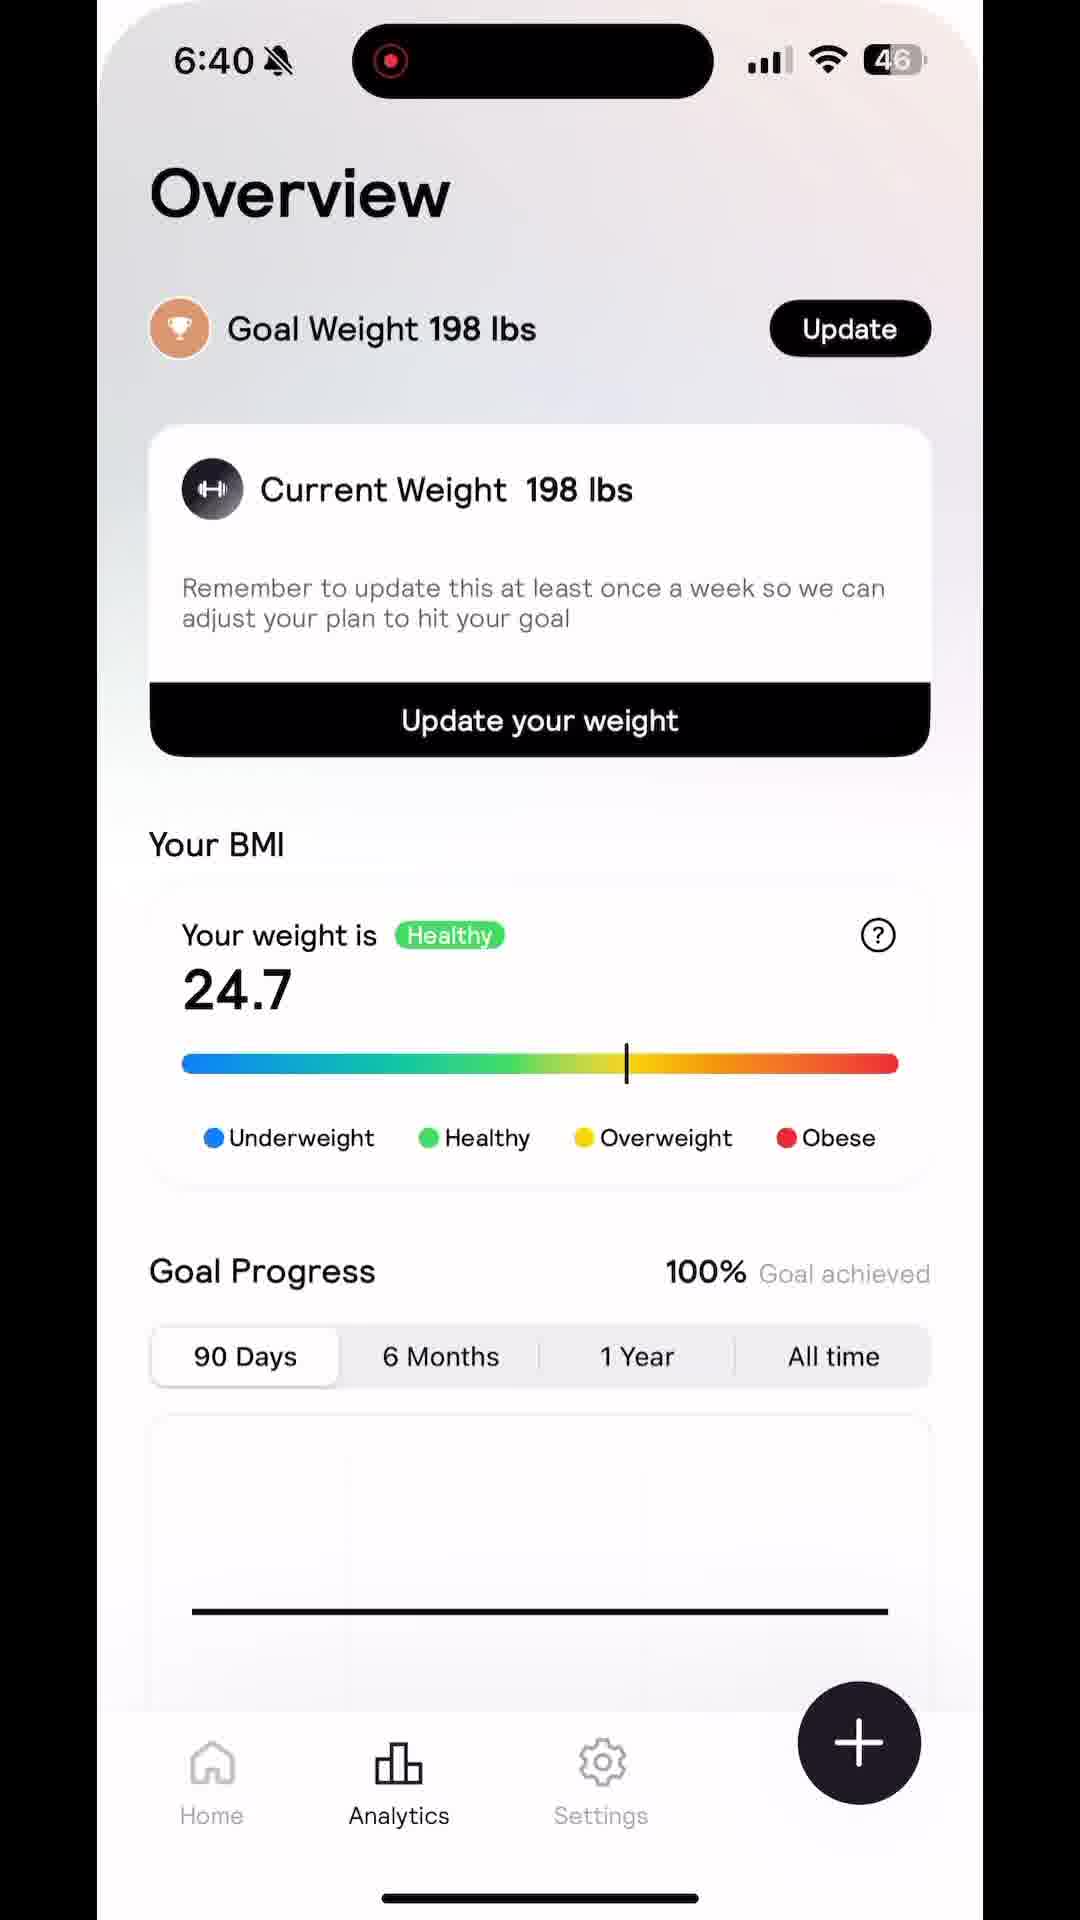 6:40
46
Overview
Goal Weight 198 lbs
Update
Current Weight 198 lbs
Remember to update this at least once a week so we can
adjust your plan to hit your goal
Update your weight
Your BMI
Your weight is Healthy
?
24.7
Underweight Healthy Overweight Obese
Goal Progress 100% Goal achieved
90 Days 6 Months 1 Year All time
Home Analytics Settings